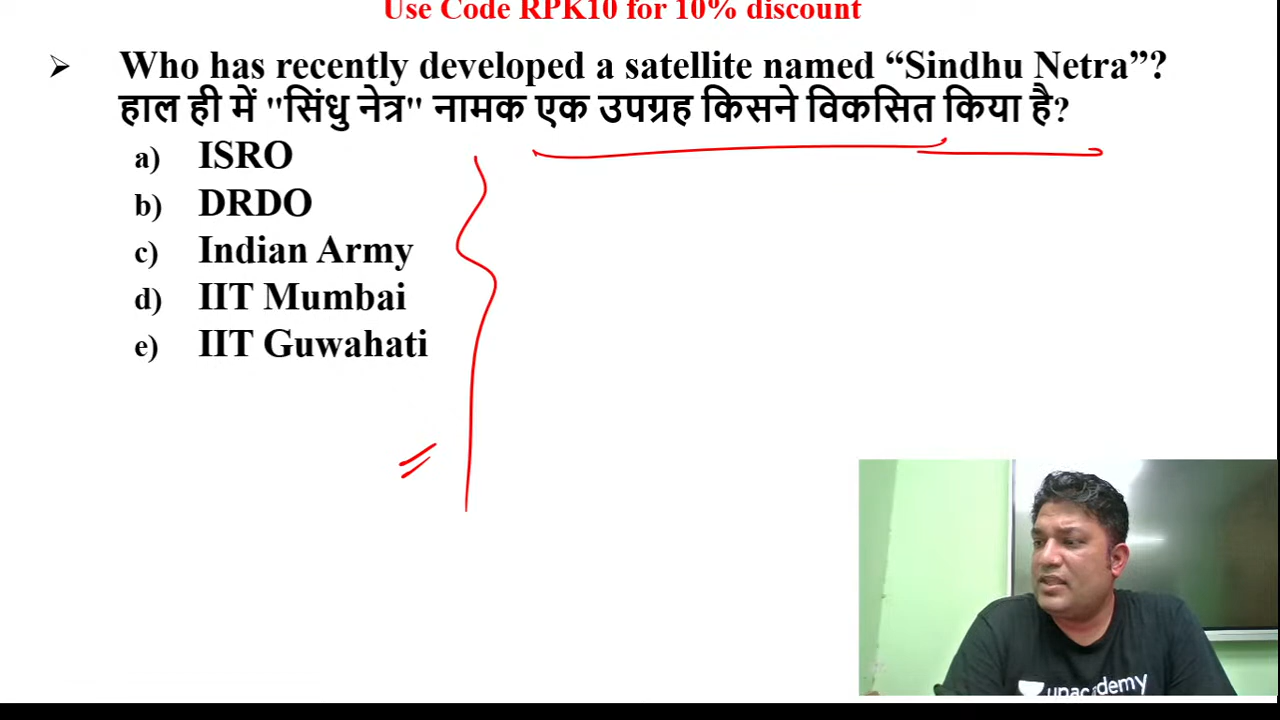 Use Code RPK10 for 10% discount
➢ Who has recently developed a satellite named “Sindhu Netra”?
हाल ही में "सिंधु नेत्र" नामक एक उपग्रह किसने विकसित किया है?
a) ISRO
b) DRDO
c) Indian Army
d) IIT Mumbai
e) IIT Guwahati
unacademy